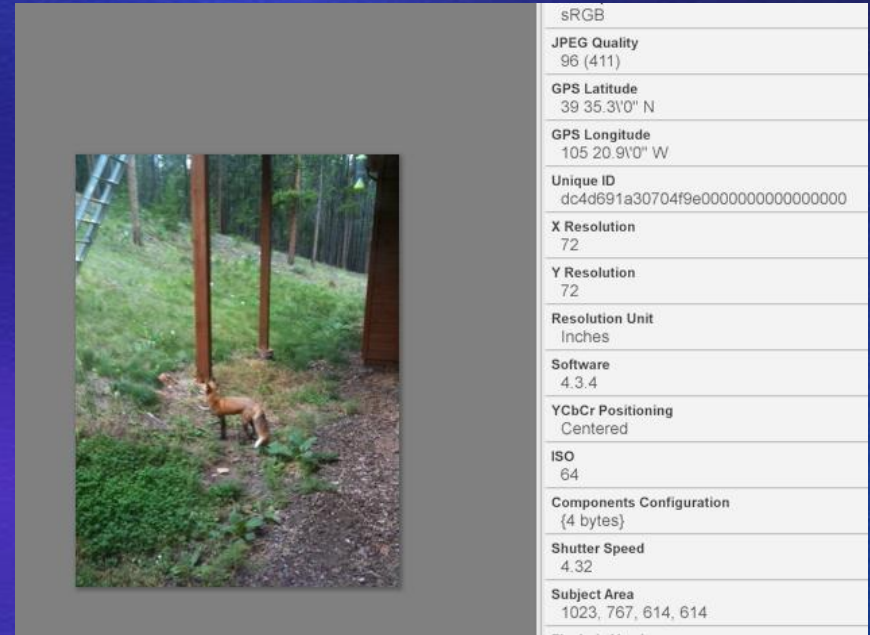 sRGB
JPEG Quality
96 (411)
GPS Latitude
39 35.3\'0" N
GPS Longitude
105 20.9\'0" W
Unique ID
dc4d691a30704f9e0000000000000000
X Resolution
72
Y Resolution
72
Resolution Unit
Inches
Software
4.3.4
YCbCr Positioning
Centered
ISO
64
Components Configuration
{4 bytes}
Shutter Speed
4.32
Subject Area
1023, 767, 614, 614